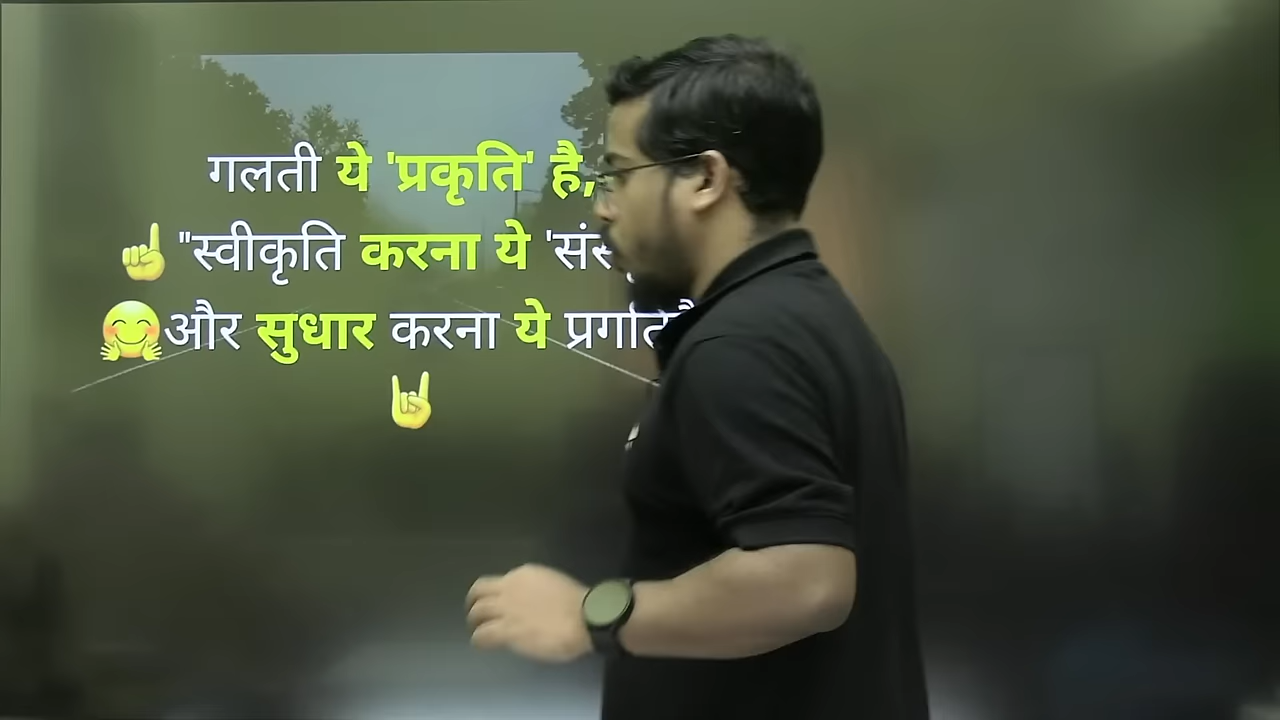 गलती ये 'प्रकृति' है,
"स्वीकृति करना ये
और सुधार करना ये